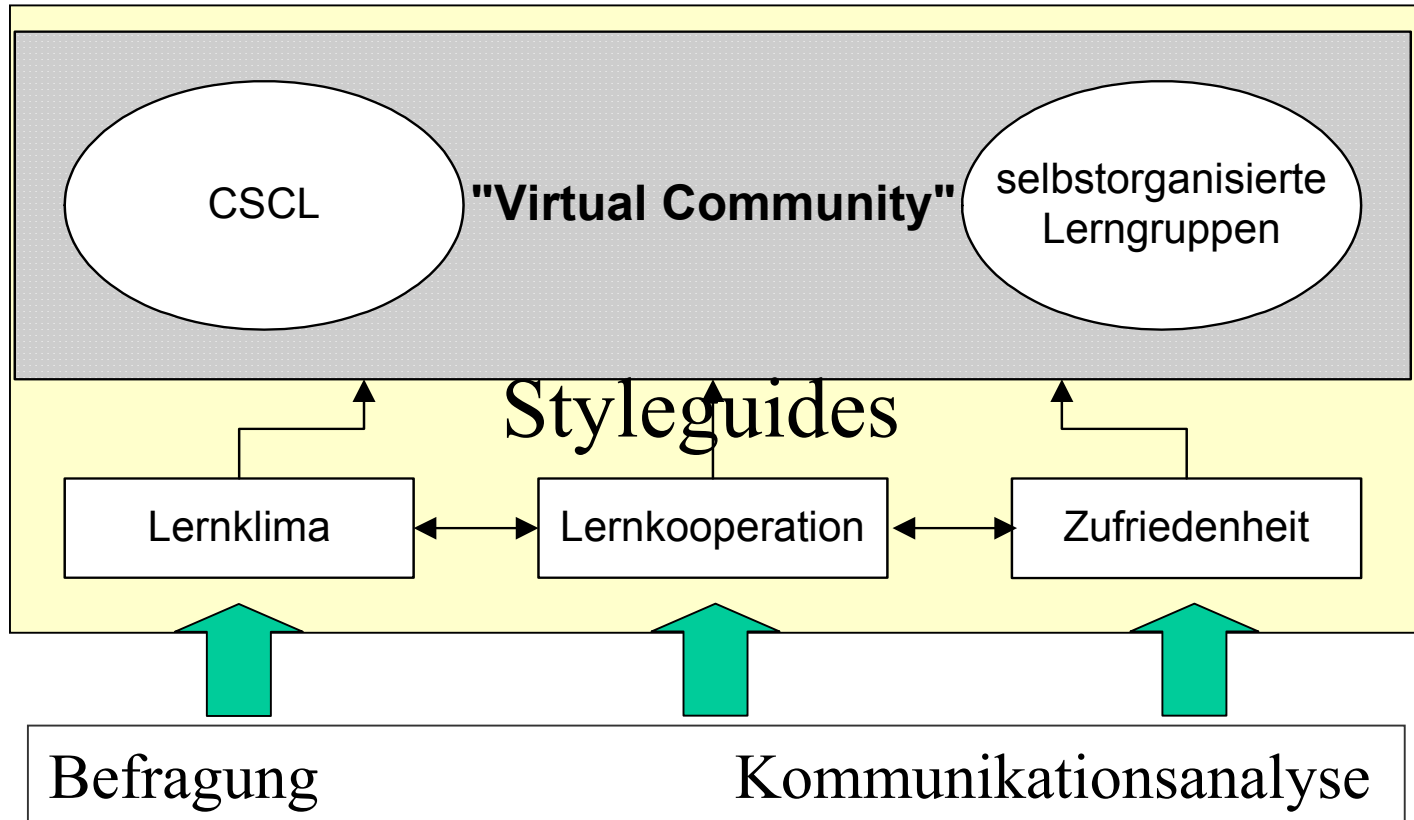 CSCL
"Virtual Community"
selbstorganisierte
Lerngruppen
Styleguides
Lernklima
Lernkooperation
Zufriedenheit
Befragung
Kommunikationsanalyse